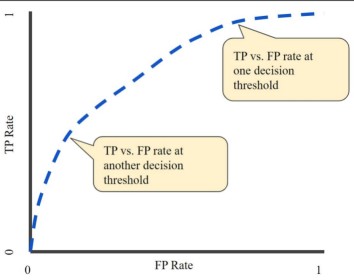 1
TP vs. FP rate at
one decision
threshold
TP Rate
TP vs. FP rate at
another decision
threshold
0
0
FP Rate
1